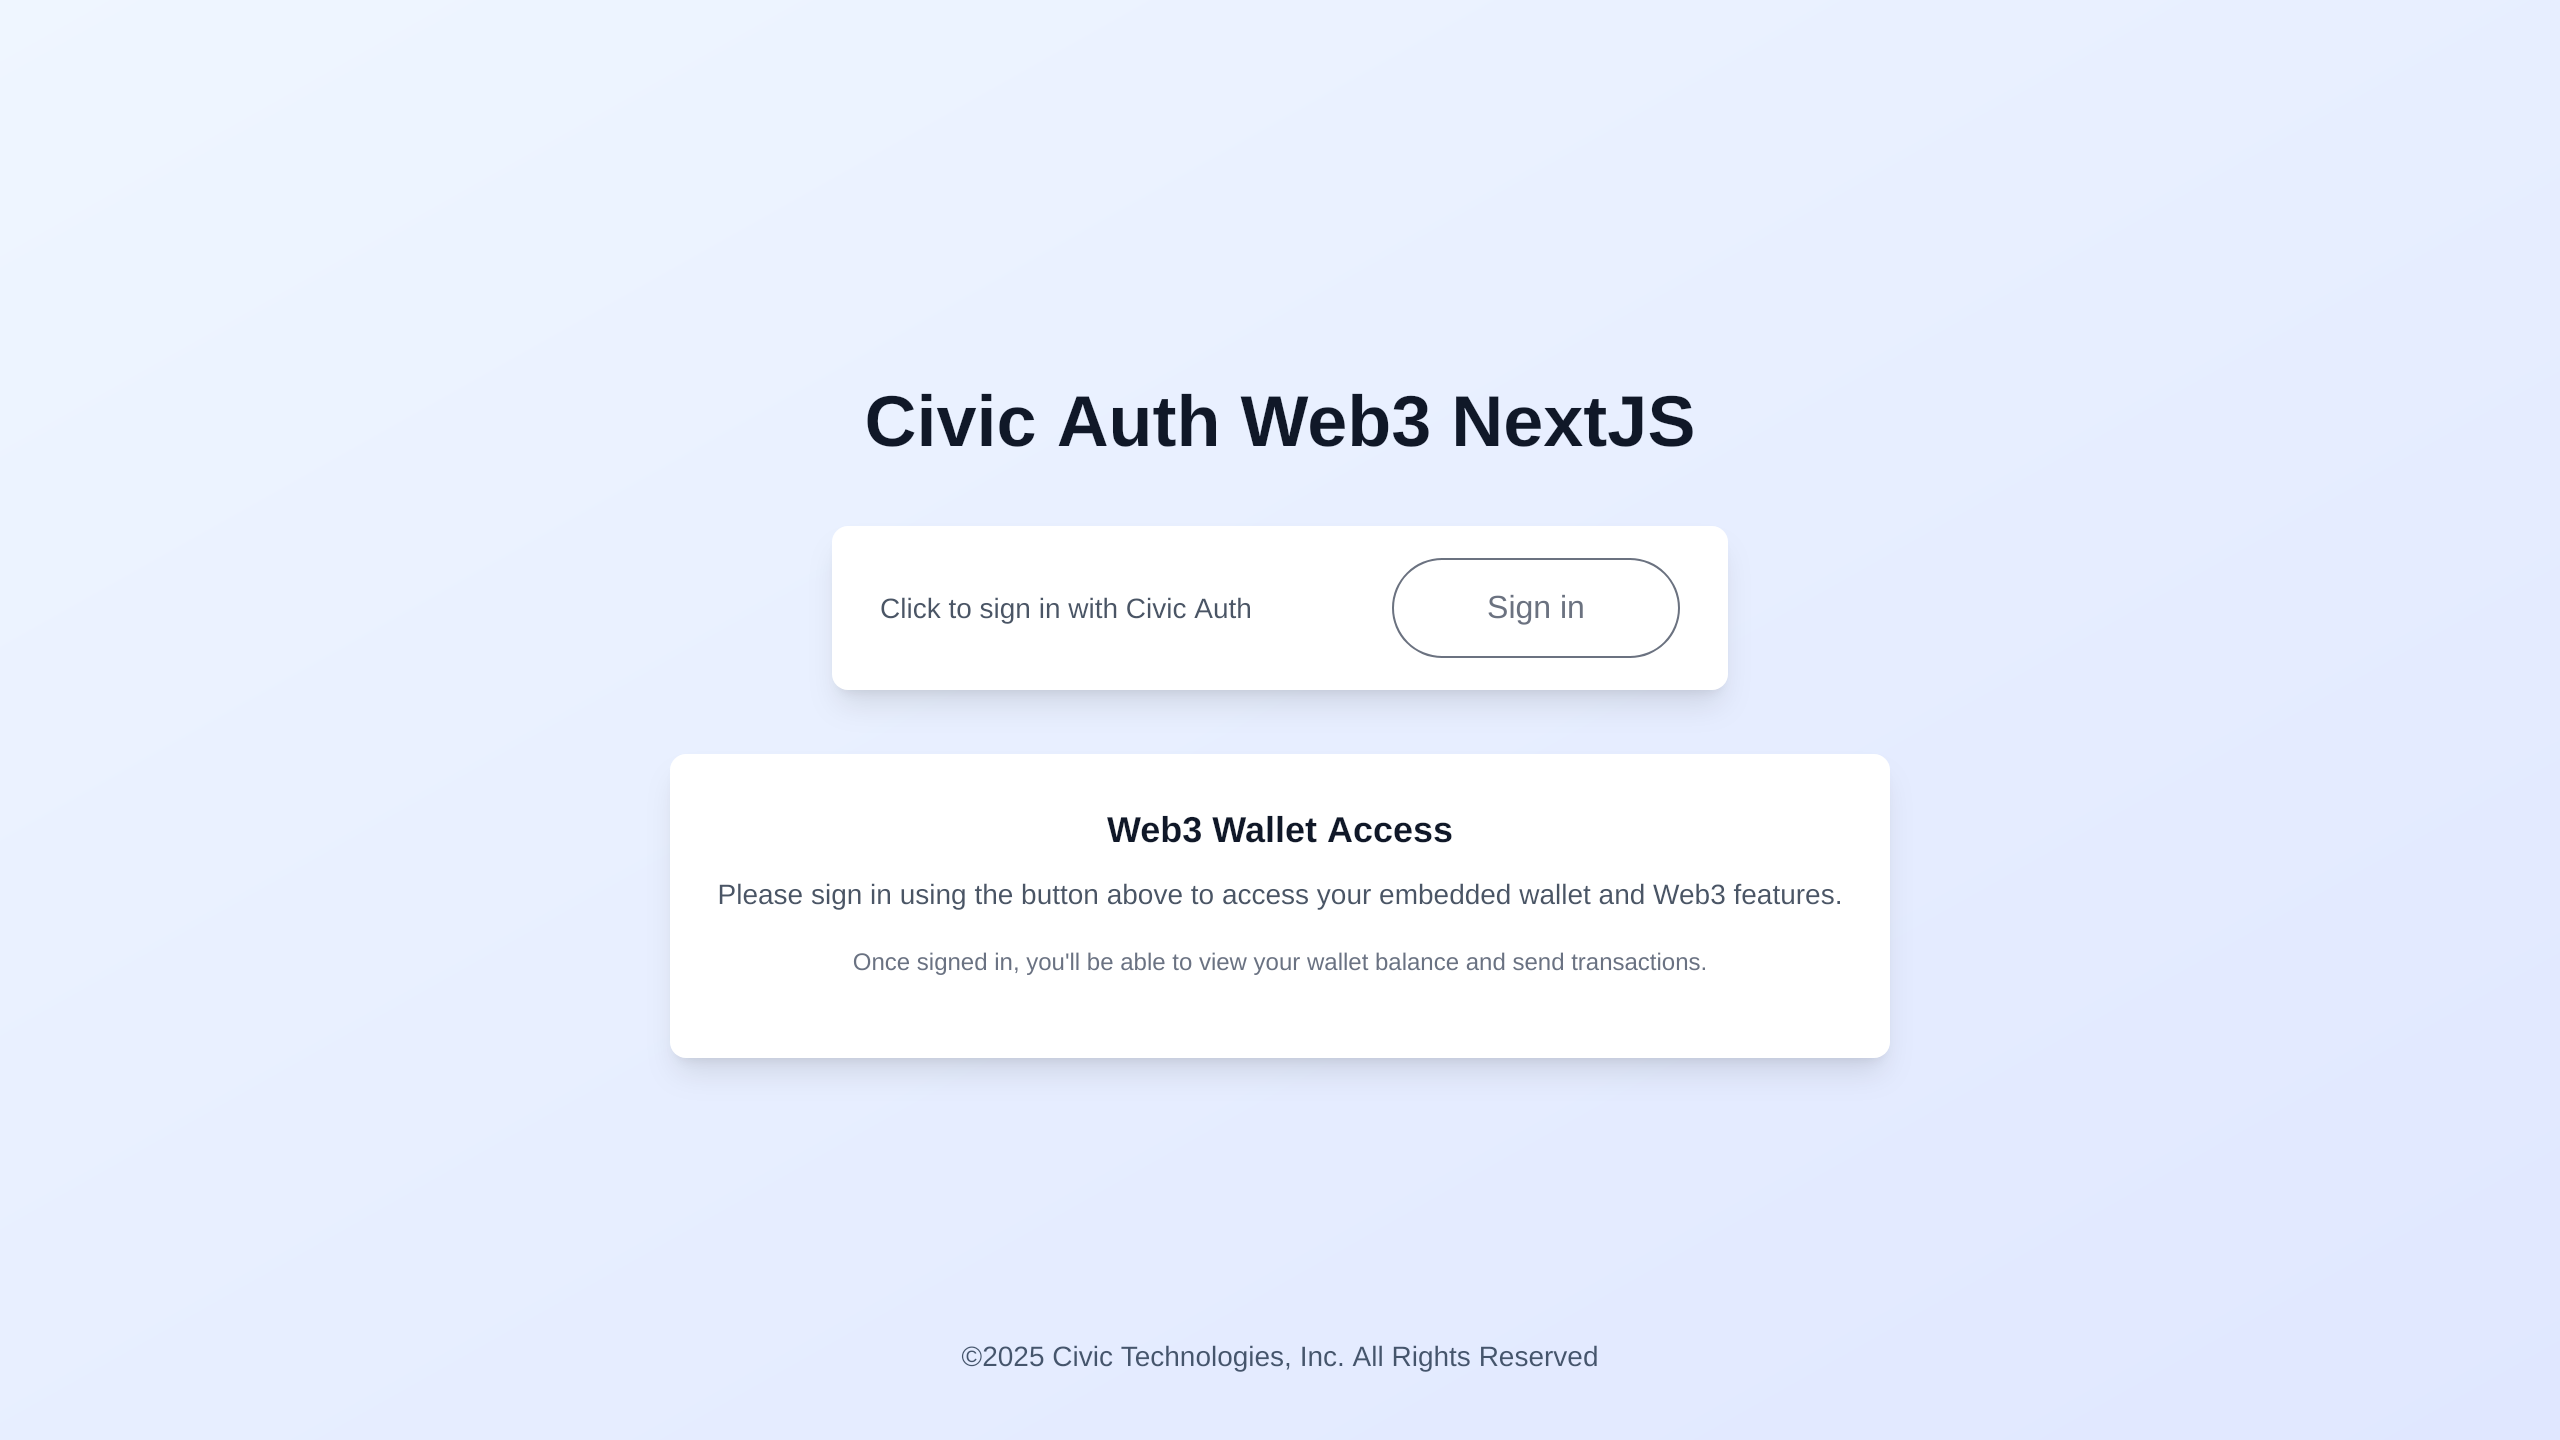 Civic Auth Web3 NextJS
Click to sign in with Civic Auth
Sign in
Web3 Wallet Access
Please sign in using the button above to access your embedded wallet and Web3 features.
Once signed in, you'll be able to view your wallet balance and send transactions.
©2025 Civic Technologies, Inc. All Rights Reserved